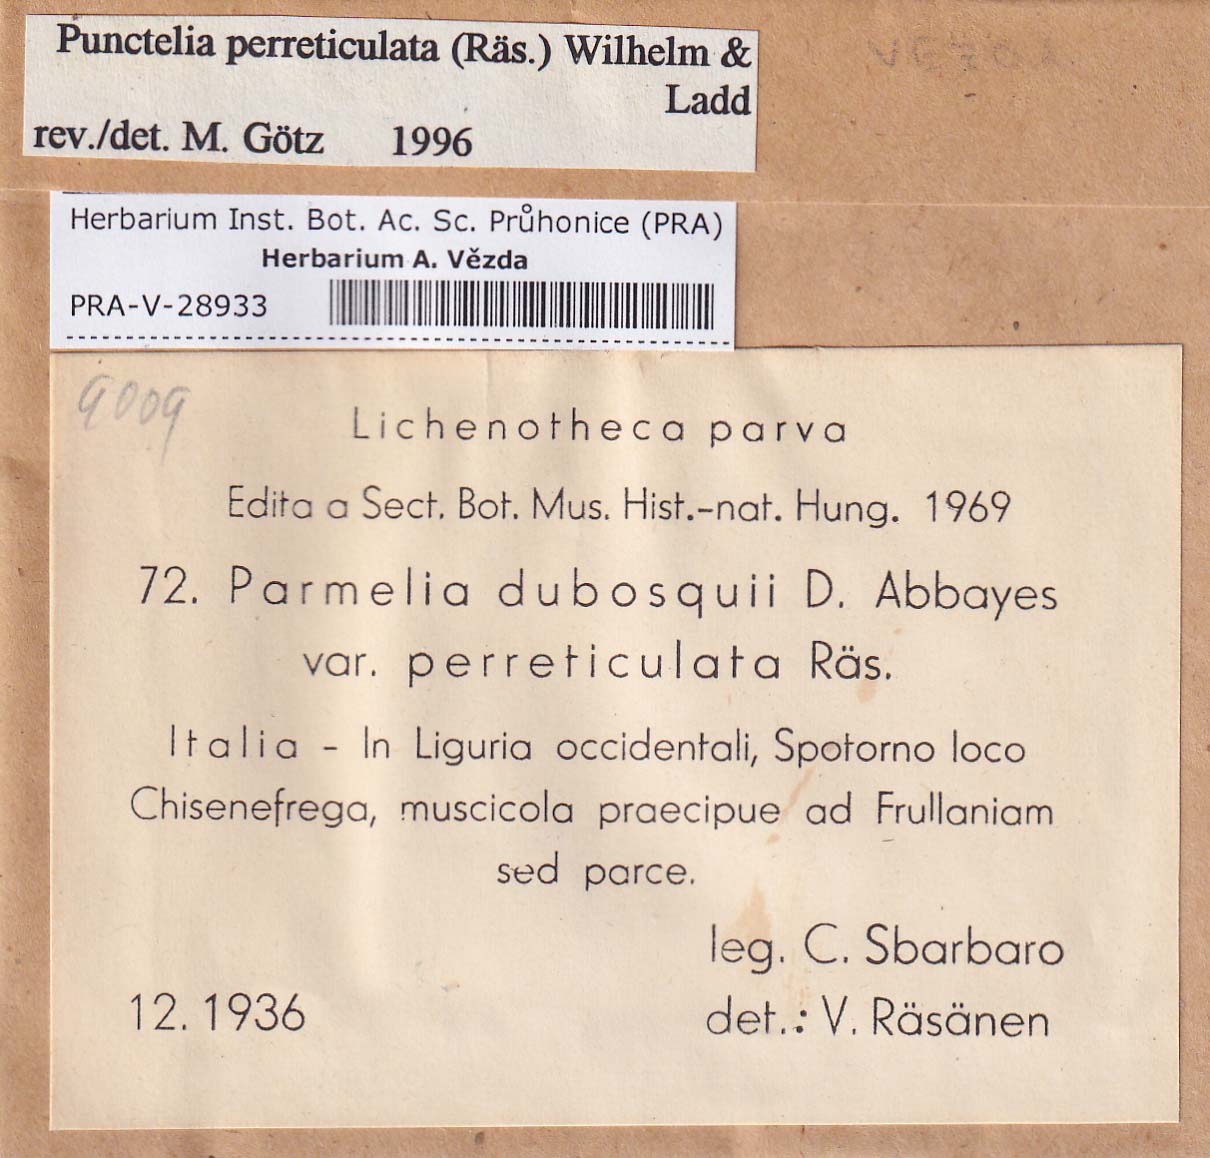 Punctelia perreticulata (Räs.) Wilhelm &
Ladd
rev./det. M. Götz 1996
Herbarium Inst. Bot. Ac. Sc. Průhonice (PRA)
Herbarium A. Vězda
PRA-V-28933
9009
Lichenotheca parva
Edita a Sect. Bot. Mus. Hist.-nat. Hung. 1969
72. Parmelia dubosquii D. Abbayes
var. perreticulata Räs.
Italia - In Liguria occidentali, Spotorno loco
Chisenefrega, muscicola praecipue ad Frullaniam
sed parce.
leg. C. Sbarbaro
12. 1936 det.: V. Räsänen